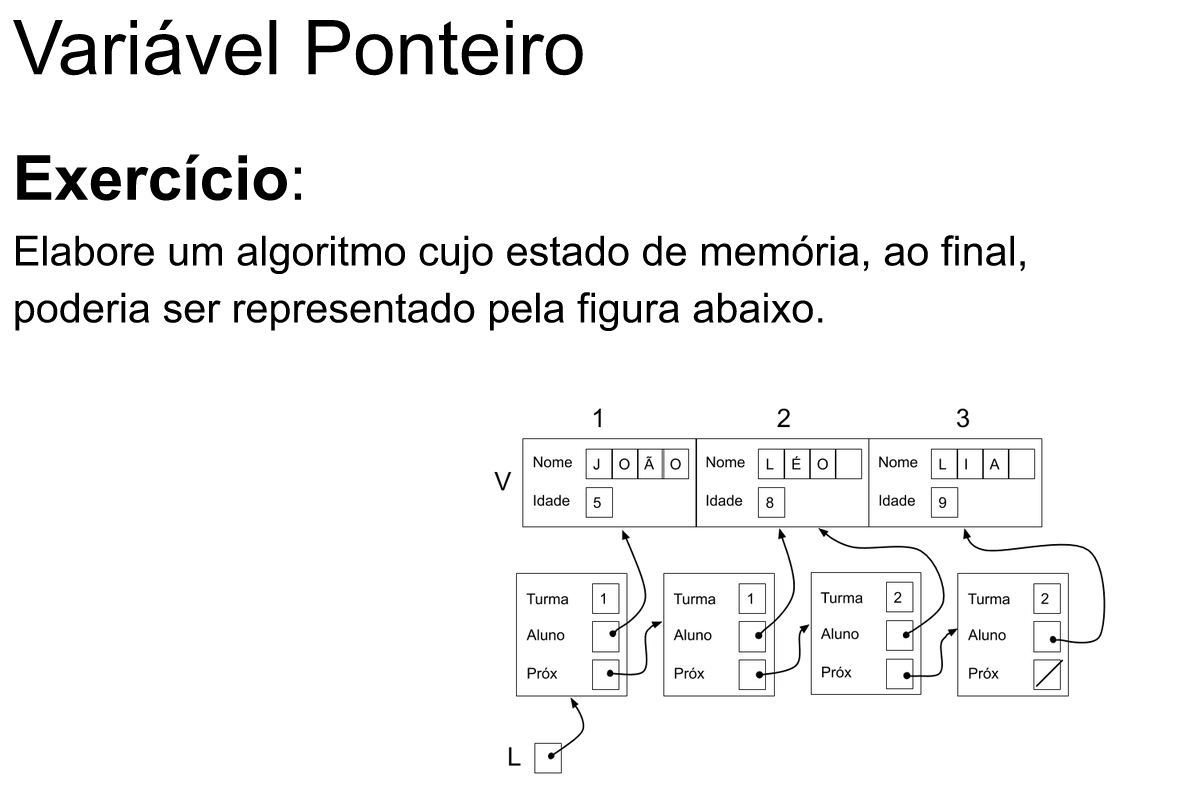 Variável Ponteiro
Exercício:
Elabore um algoritmo cujo estado de memória, ao final,
poderia ser representado pela figura abaixo.
1 2 3
V
Nome J O Ã O Nome L É O Nome L I A
Idade 5 Idade 8 Idade 9
Turma 1 Turma 1 Turma 2 Turma 2
Aluno Aluno Aluno Aluno
Próx Próx Próx Próx
L